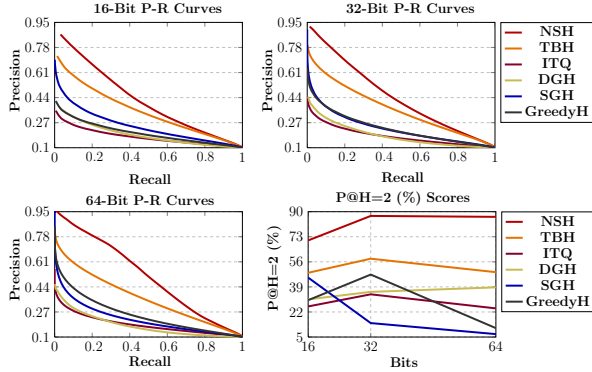 16-Bit P-R Curves
0.95
0.78
0.61
0.44
0.27
0.1
Precision
0 0.2 0.4 0.6 0.8 1
Recall
32-Bit P-R Curves
0.95
0.78
0.61
0.44
0.27
0.1
Precision
0 0.2 0.4 0.6 0.8 1
Recall
NSH
TBH
ITQ
DGH
SGH
GreedyH
64-Bit P-R Curves
0.95
0.78
0.61
0.44
0.27
0.1
Precision
0 0.2 0.4 0.6 0.8 1
Recall
P@H=2 (%) Scores
90
73
56
39
22
5
P@H=2 (%)
16 32 64
Bits
NSH
TBH
ITQ
DGH
SGH
GreedyH